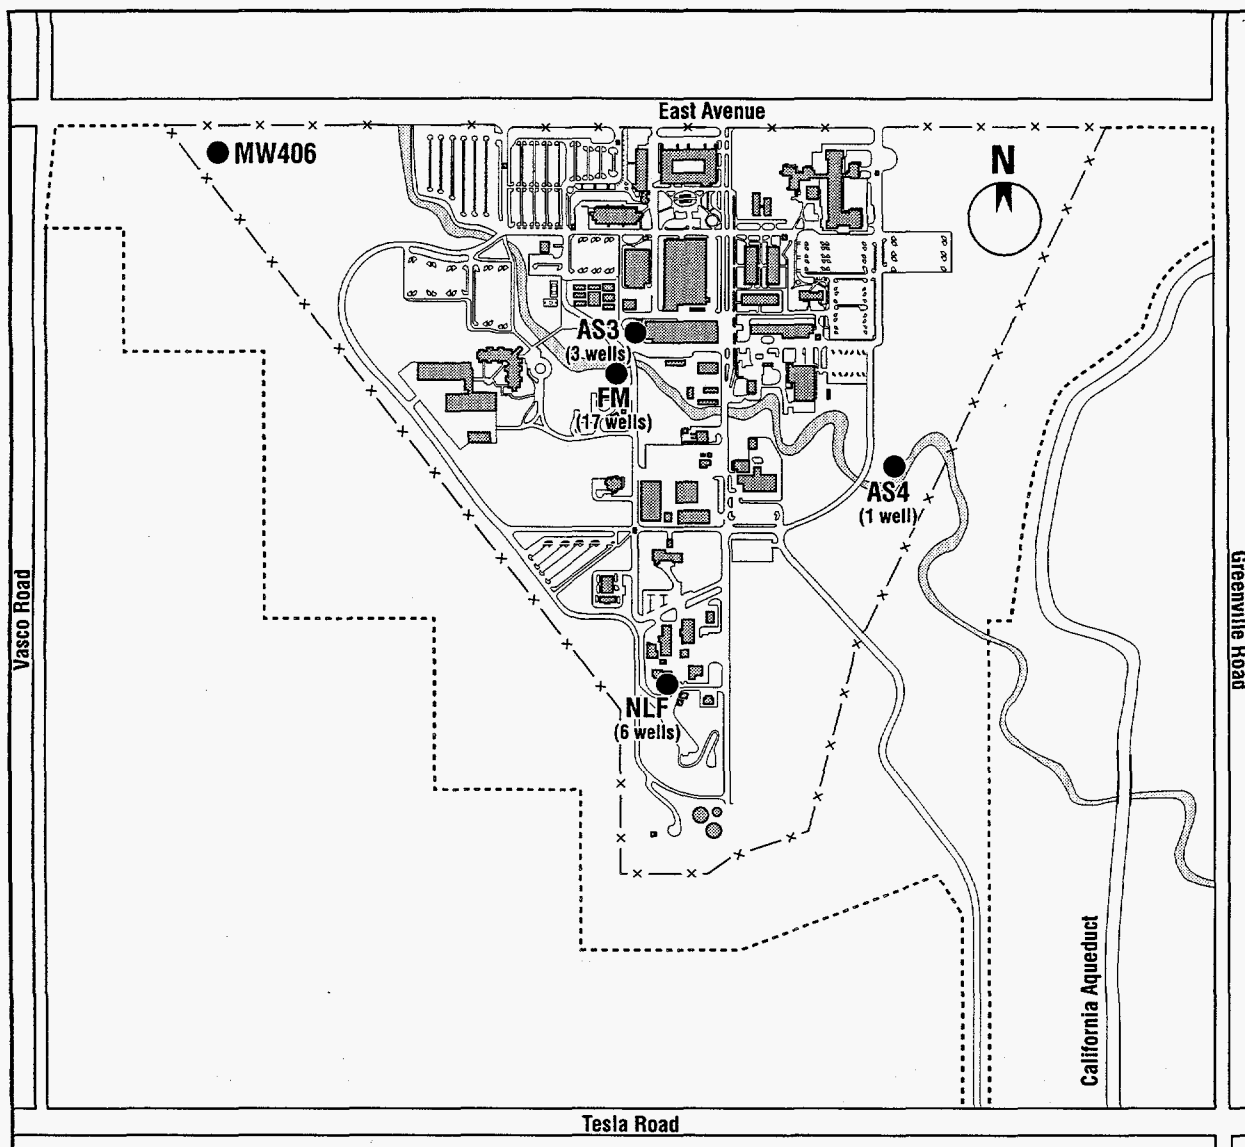 East Avenue
MW406
N
AS3
(3 wells)
FM
(17 wells)
AS4
(1 well)
Vasco Road
Greenville Road
NLF
(6 wells)
California Aqueduct
Tesla Road